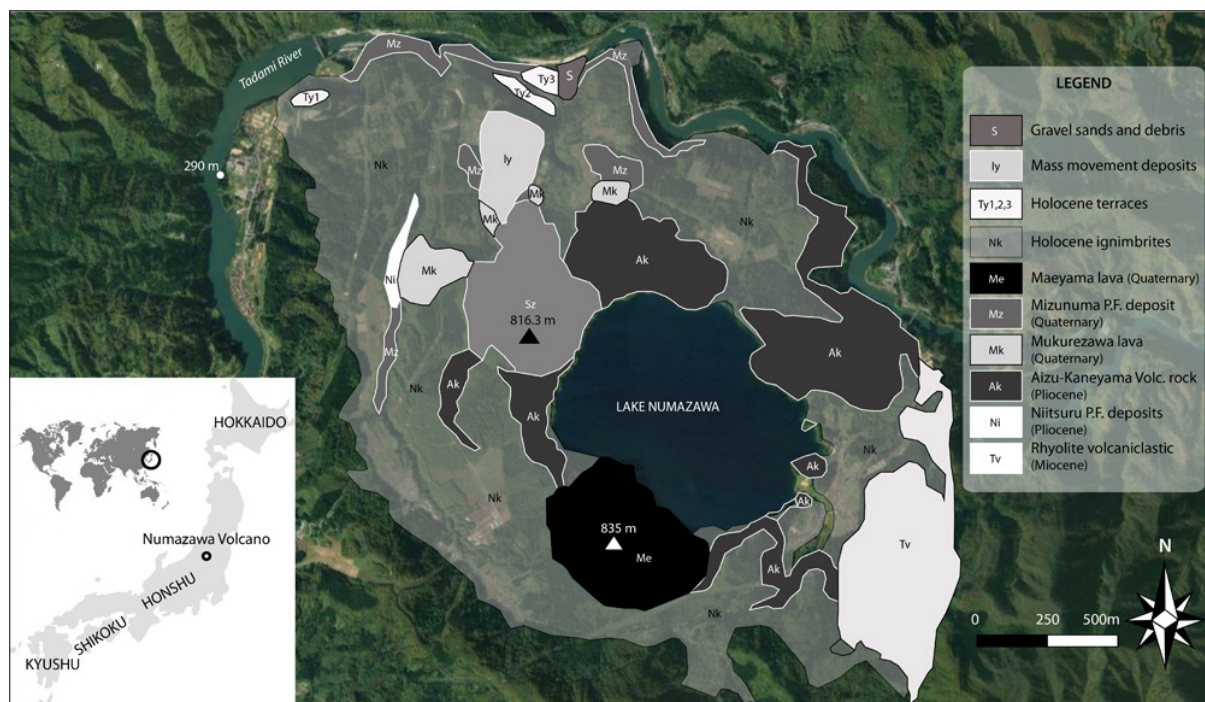 Tadami River
Mz
Mz
Ty3
S
Ty2
Ty1
290 m
Nk
Iy
Mz
Mk
Mk
Mz
Mk
Nk
Ni
Mk
Sz
816.3 m
Ak
Mz
Nk
Ak
Ak
Ak
LAKE NUMAZAWA
Nk
Nk
Ak
Ak
835 m
Me
Ak
Nk
Tv
LEGEND
S Gravel sands and debris
Iy Mass movement deposits
Ty1,2,3 Holocene terraces
Nk Holocene ignimbrites
Me Maeyama lava (Quaternary)
Mz Mizunuma P.F. deposit
(Quaternary)
Mk Mukurezawa lava
(Quaternary)
Ak Aizu-Kaneyama Volc. rock
(Pliocene)
Ni Niitsuru P.F. deposits
(Pliocene)
Tv Rhyolite volcaniclastic
(Miocene)
N
0 250 500m
HOKKAIDO
Numazawa Volcano
HONSHU
SHIKOKU
KYUSHU